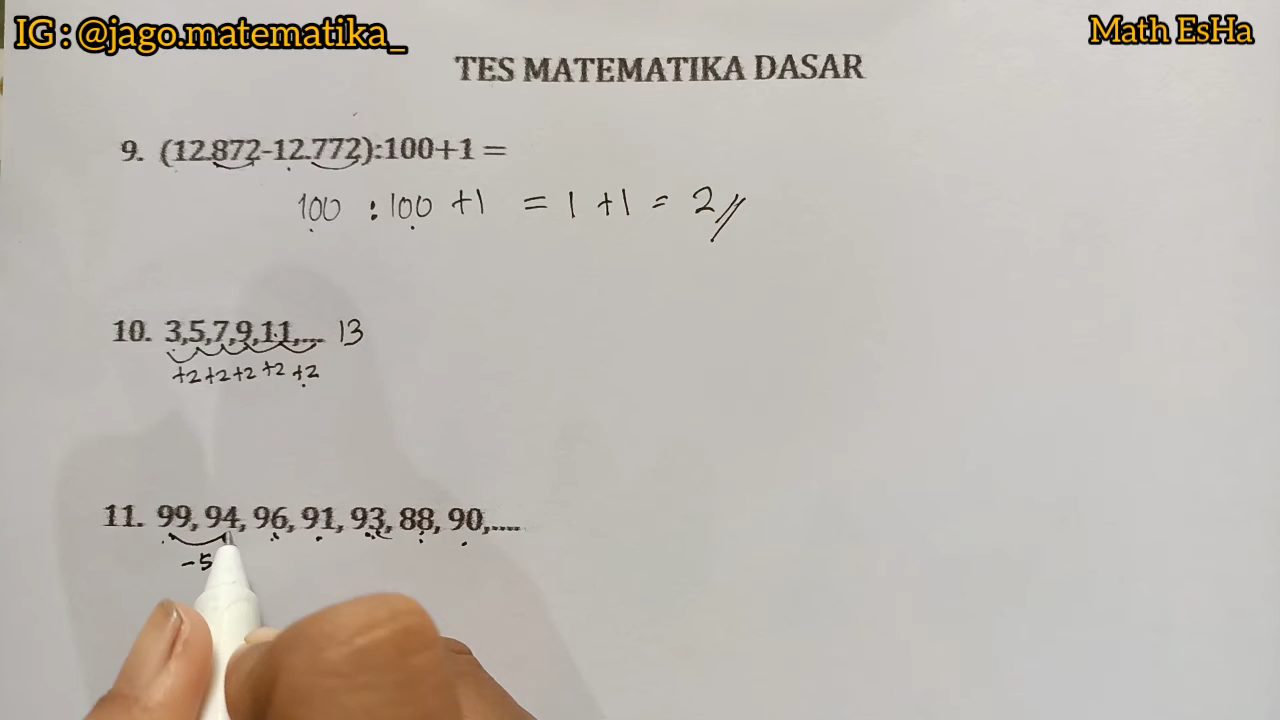 IG : @jago.matematika_
Math EsHa
TES MATEMATIKA DASAR
9. (12.872-12.772):100+1 =
100 : 100 +1 = 1 +1 = 2
10. 3,5,7,9,11,... 13
+2 +2 +2 +2 +2
11. 99, 94, 96, 91, 93, 88, 90,....
-5